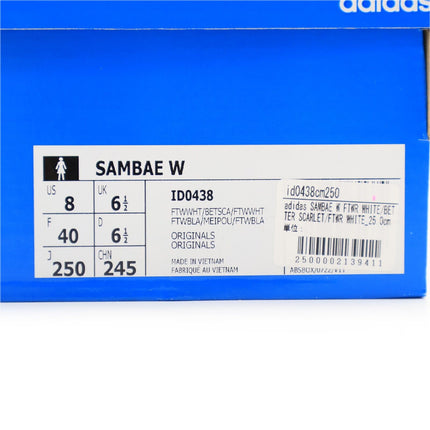 adidas
SAMBAE W
US UK
8 6½
F D
40 6½
J CHN
250 245
ID0438
FTWWHT/BETSCA/FTWWHT
FTWBLA/MEIPOU/FTWBLA
ORIGINALS
ORIGINALS
MADE IN VIETNAM
FABRIQUE AU VIETNAM
id0438cm250
adidas SAMBAE W FTWR WHITE/BET
TER SCARLET/FTWR WHITE_25.0cm
単位
2500002139411